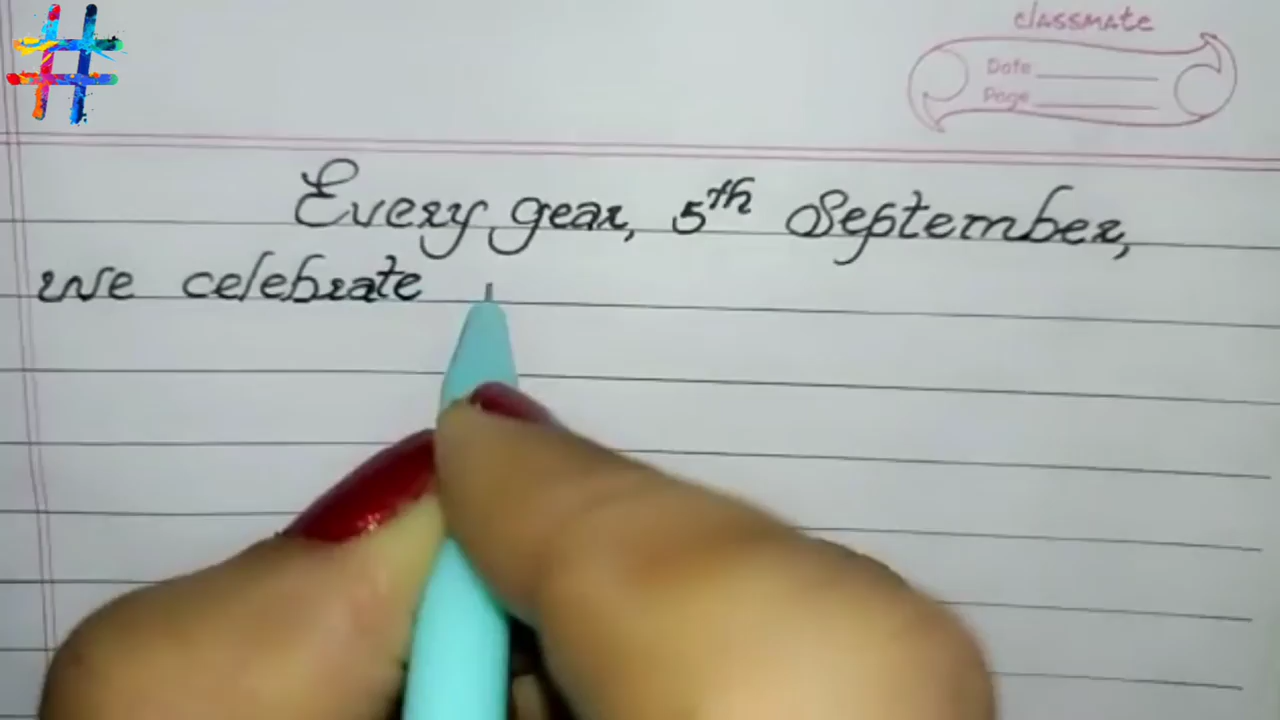 classmate
Date
Page
Every year, 5th September,
we celebrate